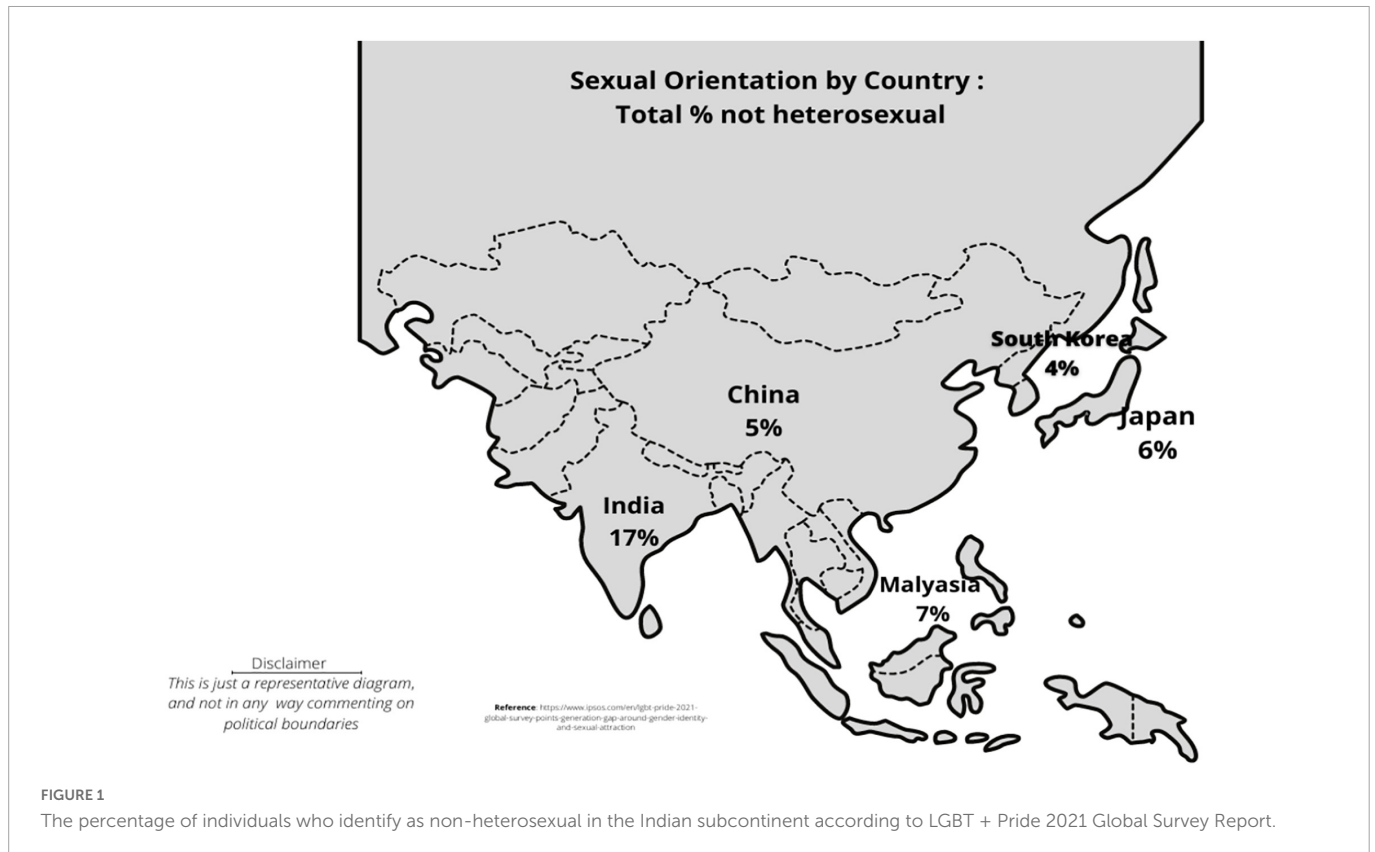 Sexual Orientation by Country :
Total % not heterosexual
South Korea
4%
China
5%
Japan
6%
India
17%
Malyasia
7%
Disclaimer
This is just a representative diagram,
and not in any way commenting on
political boundaries
Reference: https://www.ipsos.com/en/lgbt-pride-2021-
global-survey-points-generation-gap-around-gender-identity-
and-sexual-attraction
FIGURE 1
The percentage of individuals who identify as non-heterosexual in the Indian subcontinent according to LGBT + Pride 2021 Global Survey Report.